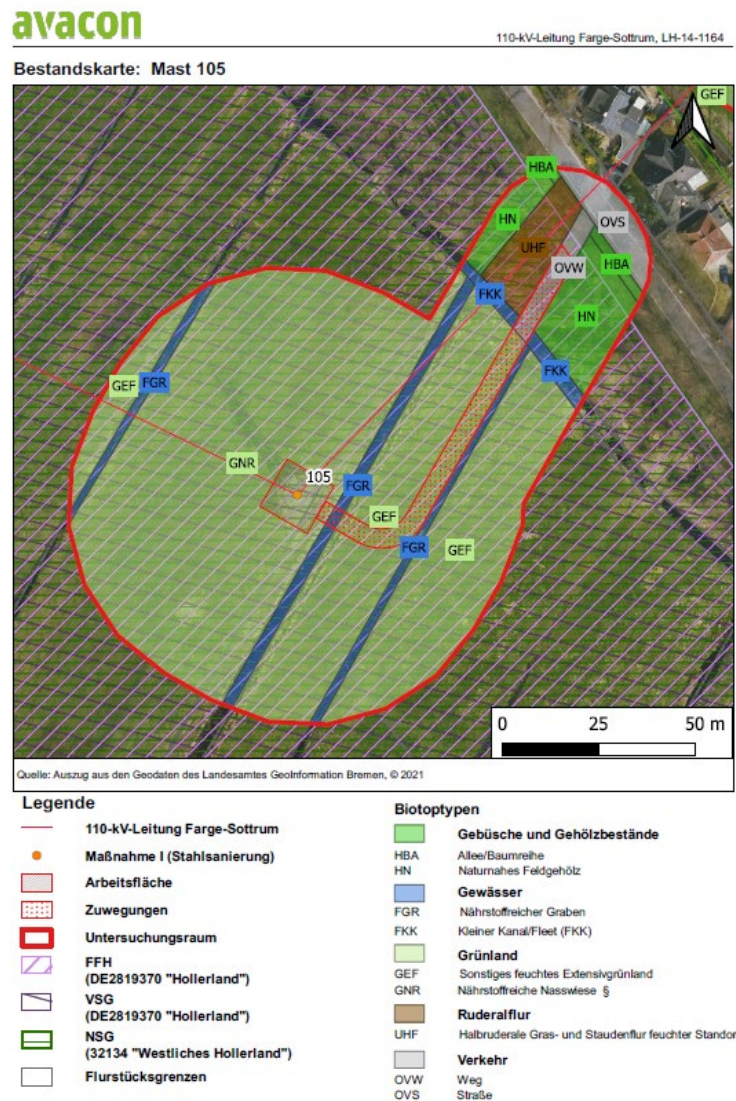 avacon
110-kV-Leitung Farge-Sottrum, LH-14-1164
Bestandskarte: Mast 105
GEF
HBA
HN
OVS
UHF
OVW
HBA
FKK
HN
FKK
GEF
FGR
GNR
105
FGR
GEF
FGR
GEF
0 25 50 m
Quelle: Auszug aus den Geodaten des Landesamtes GeoInformation Bremen, © 2021
Legende
110-kV-Leitung Farge-Sottrum
Maßnahme I (Stahlsanierung)
Arbeitsfläche
Zuwegungen
Untersuchungsraum
FFH
(DE2819370 "Hollerland")
VSG
(DE2819370 "Hollerland")
NSG
(32134 "Westliches Hollerland")
Flurstücksgrenzen
Biotoptypen
Gebüsche und Gehölzbestände
HBA Allee/Baumreihe
HN Naturnahes Feldgehölz
Gewässer
FGR Nährstoffreicher Graben
FKK Kleiner Kanal/Fleet (FKK)
Grünland
GEF Sonstiges feuchtes Extensivgrünland
GNR Nährstoffreiche Nasswiese §
Ruderalflur
UHF Halbruderale Gras- und Staudenflur feuchter Standor
Verkehr
OVW Weg
OVS Straße